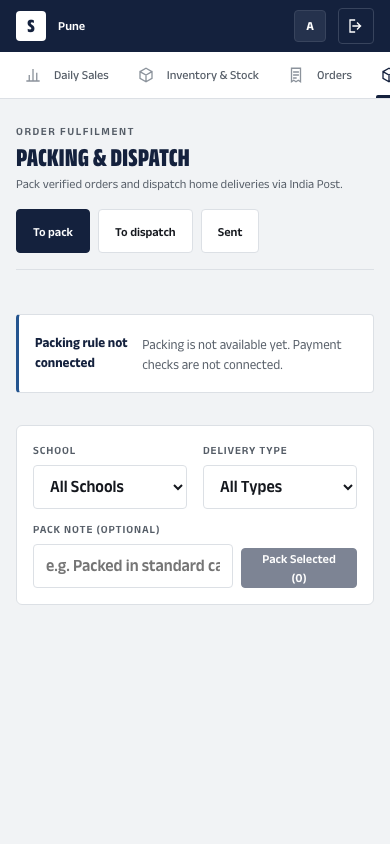 S
Pune
A
Daily Sales
Inventory & Stock
Orders
ORDER FULFILMENT
PACKING & DISPATCH
Pack verified orders and dispatch home deliveries via India Post.
To pack
To dispatch
Sent
Packing rule not
connected
Packing is not available yet. Payment
checks are not connected.
SCHOOL
DELIVERY TYPE
All Schools
All Types
PACK NOTE (OPTIONAL)
e.g. Packed in standard ca
Pack Selected
(0)